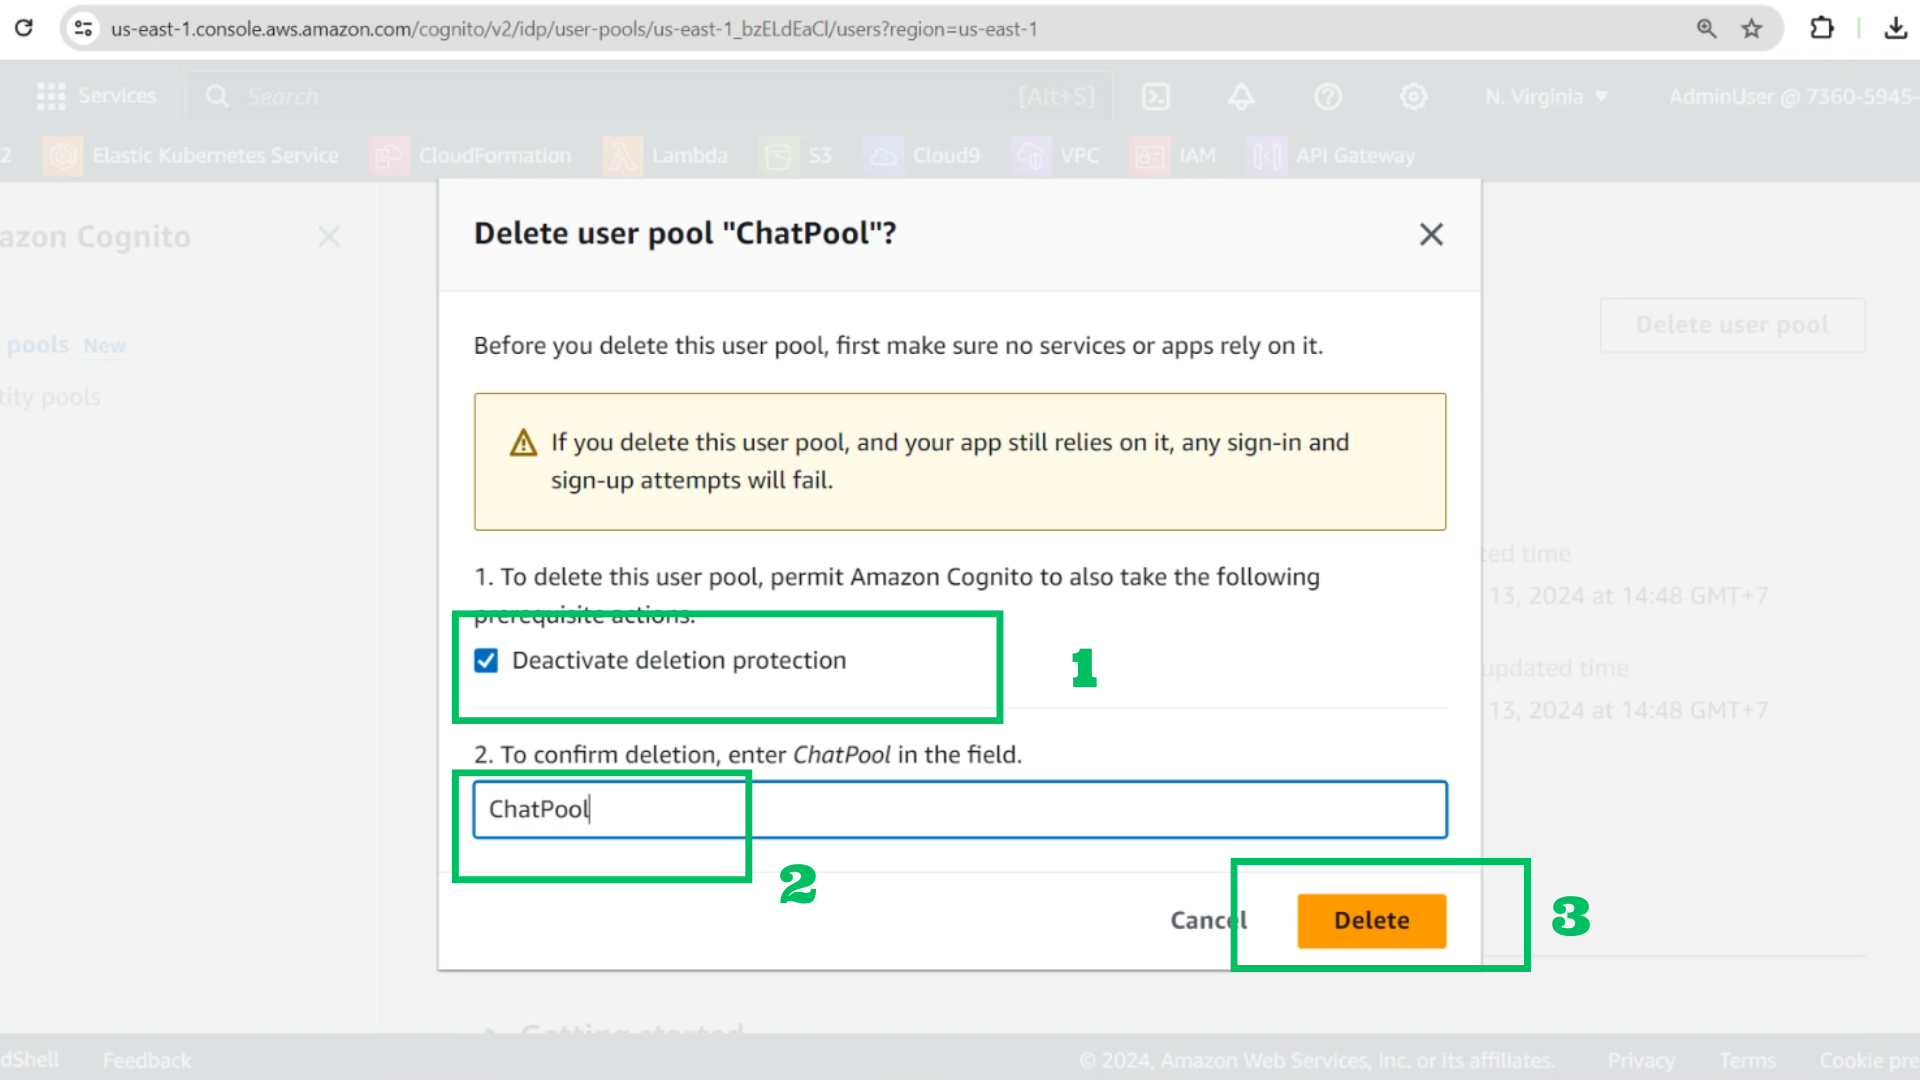 us-east-1.console.aws.amazon.com/cognito/v2/idp/user-pools/us-east-1_bzELdEaCl/users?region=us-east-1
Services
Search
[Alt+S]
N. Virginia
AdminUser @ 7360-5945-
2
Elastic Kubernetes Service
CloudFormation
Lambda
S3
Cloud9
VPC
IAM
API Gateway
azon Cognito
pools New
tity pools
Delete user pool
Delete user pool "ChatPool"?
Before you delete this user pool, first make sure no services or apps rely on it.
If you delete this user pool, and your app still relies on it, any sign-in and
sign-up attempts will fail.
1. To delete this user pool, permit Amazon Cognito to also take the following
prerequisite actions.
Deactivate deletion protection
1
2. To confirm deletion, enter ChatPool in the field.
ChatPool
2
Cancel
Delete
3
ted time
13, 2024 at 14:48 GMT+7
updated time
13, 2024 at 14:48 GMT+7
Getting started
dShell
Feedback
© 2024, Amazon Web Services, Inc. or its affiliates.
Privacy
Terms
Cookie pre